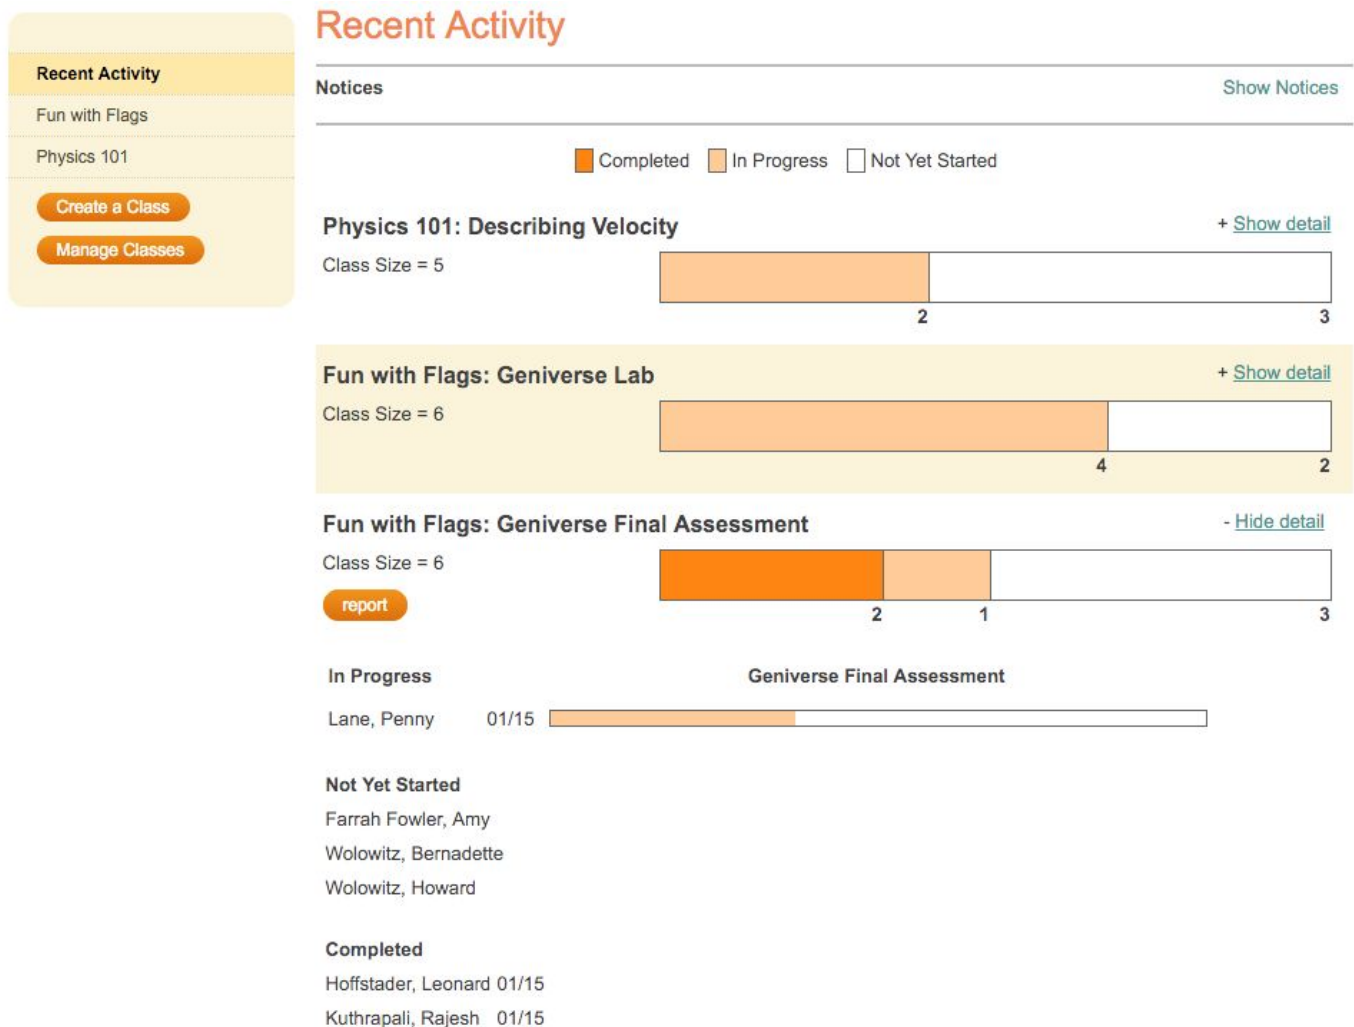 Recent Activity
Fun with Flags
Physics 101
Create a Class
Manage Classes
Recent Activity
Notices
Show Notices
Completed
In Progress
Not Yet Started
Physics 101: Describing Velocity
+ Show detail
Class Size = 5
2
3
Fun with Flags: Geniverse Lab
+ Show detail
Class Size = 6
4
2
Fun with Flags: Geniverse Final Assessment
- Hide detail
Class Size = 6
report
2
1
3
In Progress
Geniverse Final Assessment
Lane, Penny 01/15
Not Yet Started
Farrah Fowler, Amy
Wolowitz, Bernadette
Wolowitz, Howard
Completed
Hoffstader, Leonard 01/15
Kuthrapali, Rajesh 01/15